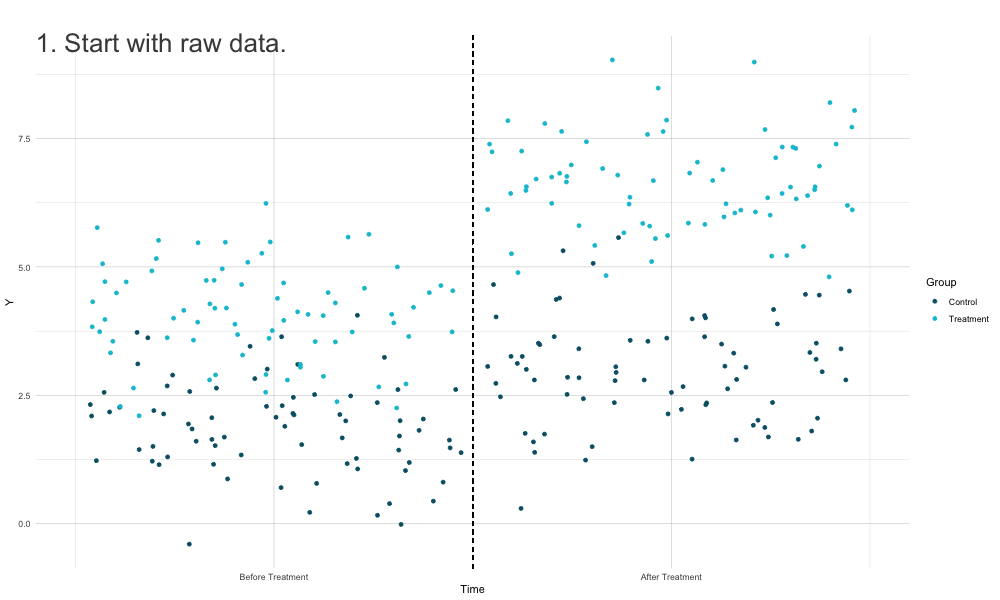 1. Start with raw data.
7.5
5.0
2.5
0.0
Y
Before Treatment
After Treatment
Time
Group
Control
Treatment